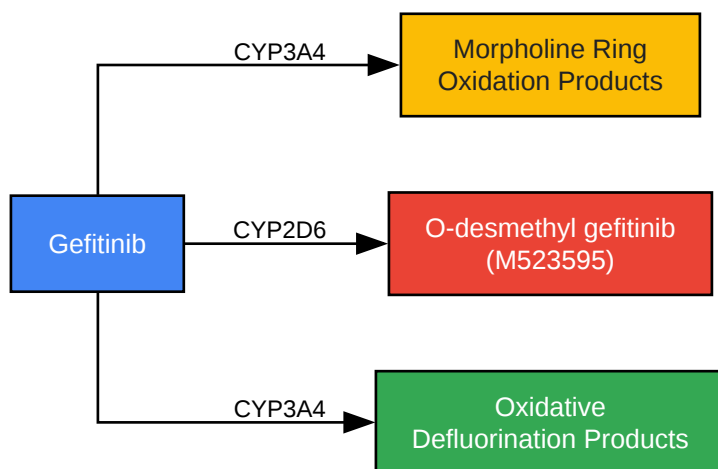 CYP3A4
Morpholine Ring
Oxidation Products
Gefitinib
CYP2D6
O-desmethyl gefitinib
(M523595)
CYP3A4
Oxidative
Defluorination Products